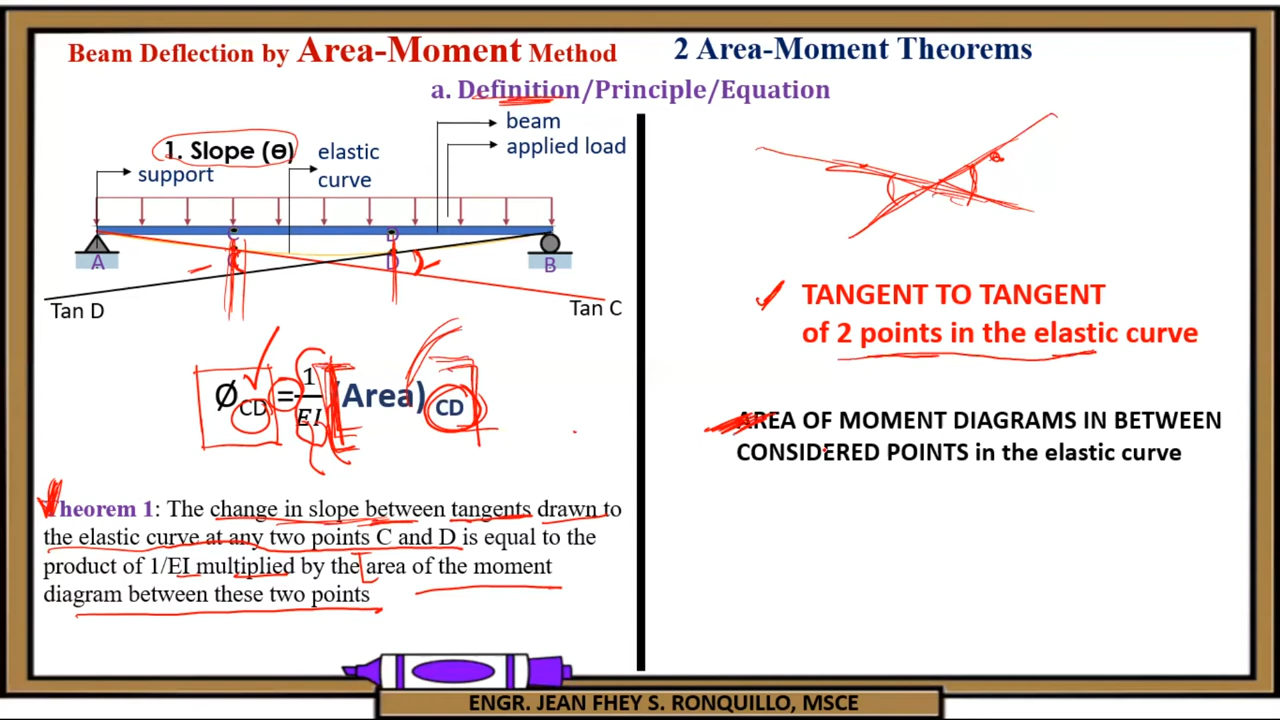 Beam Deflection by Area-Moment Method
2 Area-Moment Theorems
a. Definition/Principle/Equation
1. Slope (ɵ)
support
elastic
curve
beam
applied load
C
D
A
C
D
B
Tan D
Tan C
Ø CD = 1/EI (Area) CD
Theorem 1: The change in slope between tangents drawn to
the elastic curve at any two points C and D is equal to the
product of 1/EI multiplied by the area of the moment
diagram between these two points
ɵ
TANGENT TO TANGENT
of 2 points in the elastic curve
AREA OF MOMENT DIAGRAMS IN BETWEEN
CONSIDERED POINTS in the elastic curve
ENGR. JEAN FHEY S. RONQUILLO, MSCE